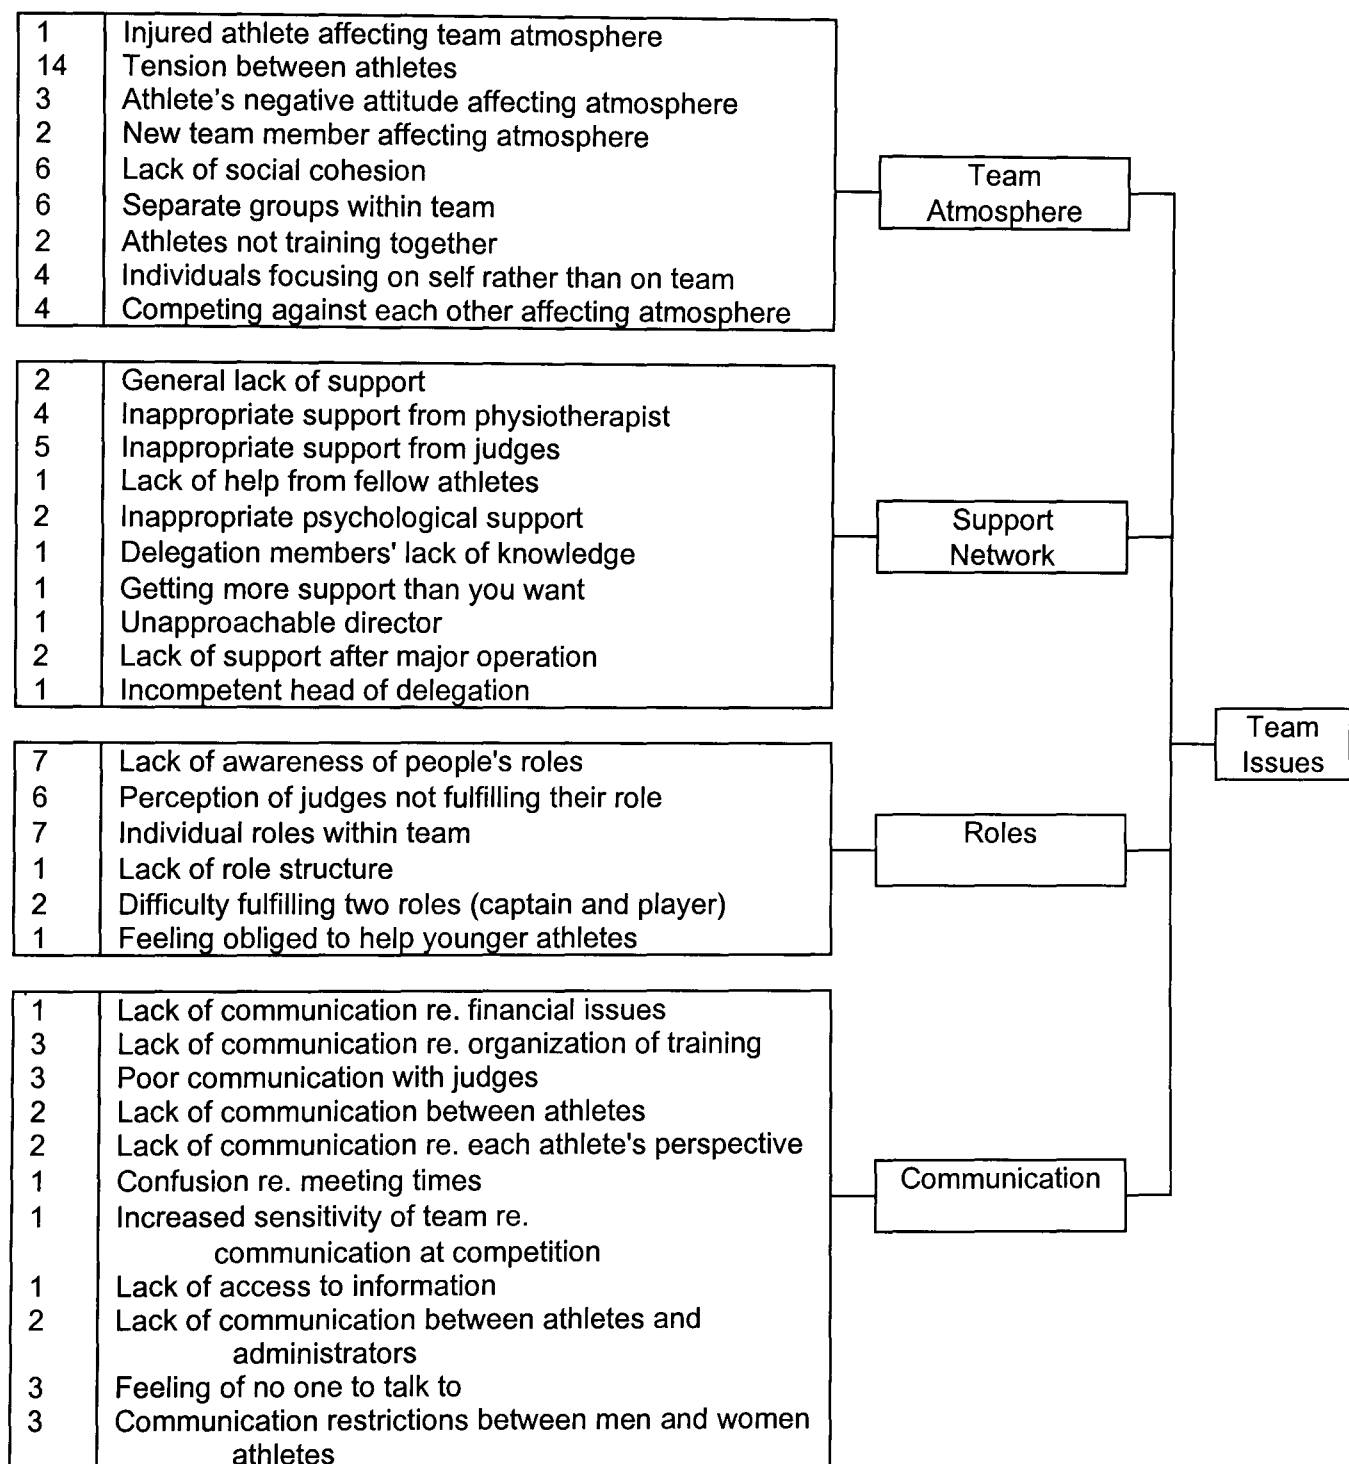 1 Injured athlete affecting team atmosphere
14 Tension between athletes
3 Athlete's negative attitude affecting atmosphere
2 New team member affecting atmosphere
6 Lack of social cohesion
6 Separate groups within team
2 Athletes not training together
4 Individuals focusing on self rather than on team
4 Competing against each other affecting atmosphere
Team
Atmosphere
2 General lack of support
4 Inappropriate support from physiotherapist
5 Inappropriate support from judges
1 Lack of help from fellow athletes
2 Inappropriate psychological support
1 Delegation members' lack of knowledge
1 Getting more support than you want
1 Unapproachable director
2 Lack of support after major operation
1 Incompetent head of delegation
Support
Network
7 Lack of awareness of people's roles
6 Perception of judges not fulfilling their role
7 Individual roles within team
1 Lack of role structure
2 Difficulty fulfilling two roles (captain and player)
1 Feeling obliged to help younger athletes
Roles
1 Lack of communication re. financial issues
3 Lack of communication re. organization of training
3 Poor communication with judges
2 Lack of communication between athletes
2 Lack of communication re. each athlete's perspective
1 Confusion re. meeting times
1 Increased sensitivity of team re.
communication at competition
1 Lack of access to information
2 Lack of communication between athletes and
administrators
3 Feeling of no one to talk to
3 Communication restrictions between men and women
athletes
Communication
Team
Issues